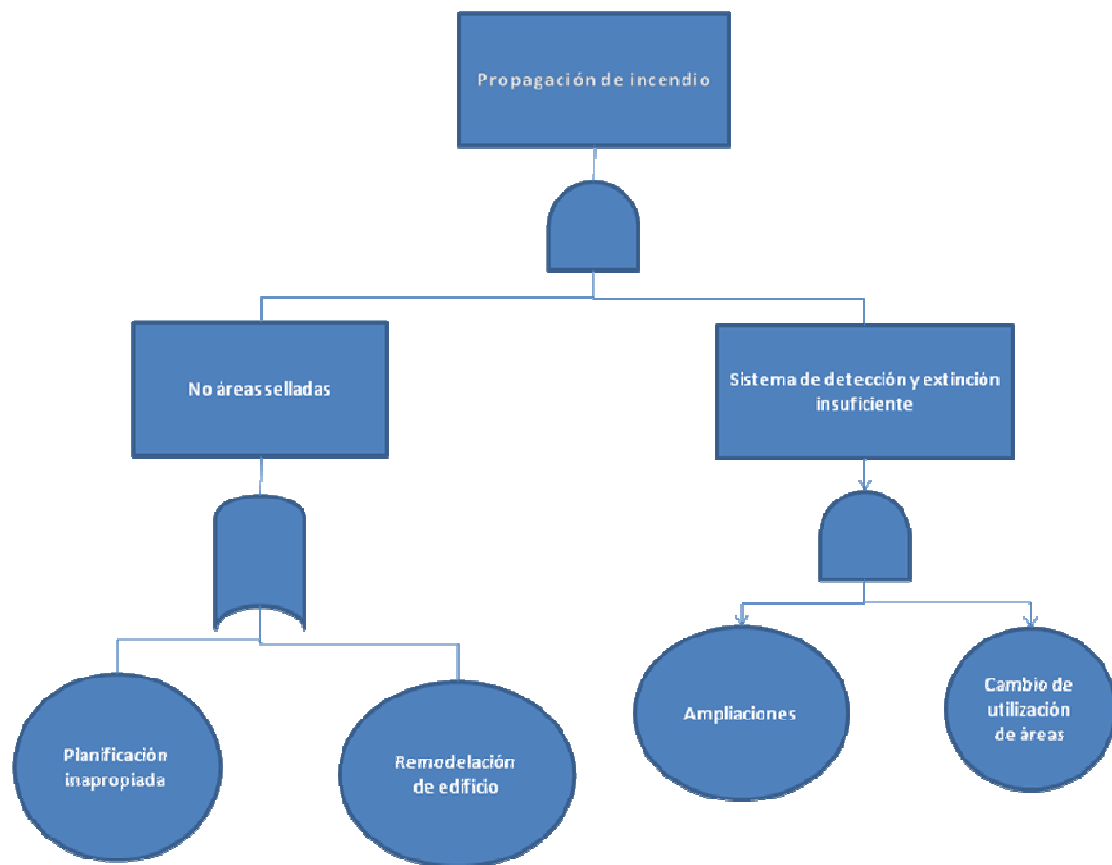 Propagación de incendio
No áreas selladas
Sistema de detección y extinción
insuficiente
Planificación
inapropiada
Remodelación
de edificio
Ampliaciones
Cambio de
utilización
de áreas